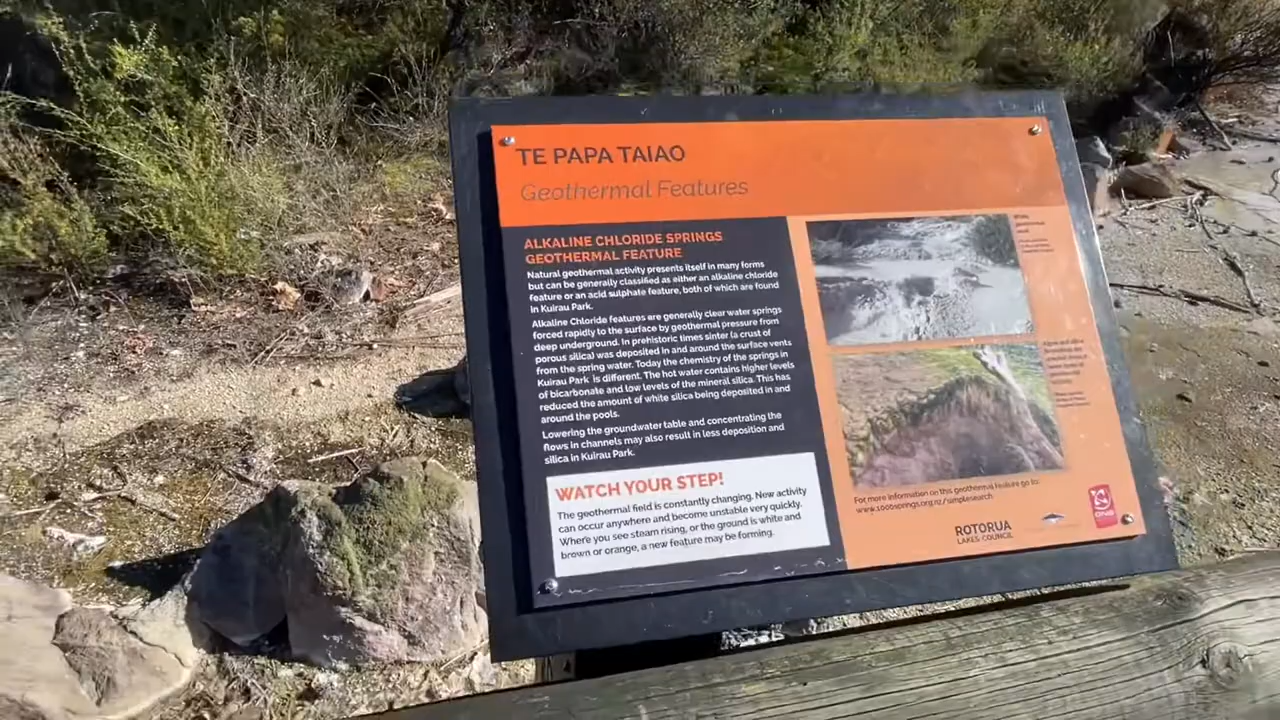 TE PAPA TAIAO
Geothermal Features
ALKALINE CHLORIDE SPRINGS
GEOTHERMAL FEATURE
Natural geothermal activity presents itself in many forms
but can be generally classified as either an alkaline chloride
feature or an acid sulphate feature, both of which are found
in Kuirau Park.
Alkaline Chloride features are generally clear water springs
forced rapidly to the surface by geothermal pressure from
deep underground. In prehistoric times sinter (a crust of
porous silica) was deposited in and around the surface vents
from the spring water. Today the chemistry of the springs in
Kuirau Park is different. The hot water contains higher levels
of bicarbonate and low levels of the mineral silica. This has
reduced the amount of white silica being deposited in and
around the pools.
Lowering the groundwater table and concentrating the
flows in channels may also result in less deposition and
silica in Kuirau Park.
WATCH YOUR STEP!
The geothermal field is constantly changing. New activity
can occur anywhere and become unstable very quickly.
Where you see steam rising, or the ground is white and
brown or orange, a new feature may be forming.
For more information on this geothermal feature go to:
www.1000springs.org.nz/simplesearch
ROTORUA
LAKES COUNCIL